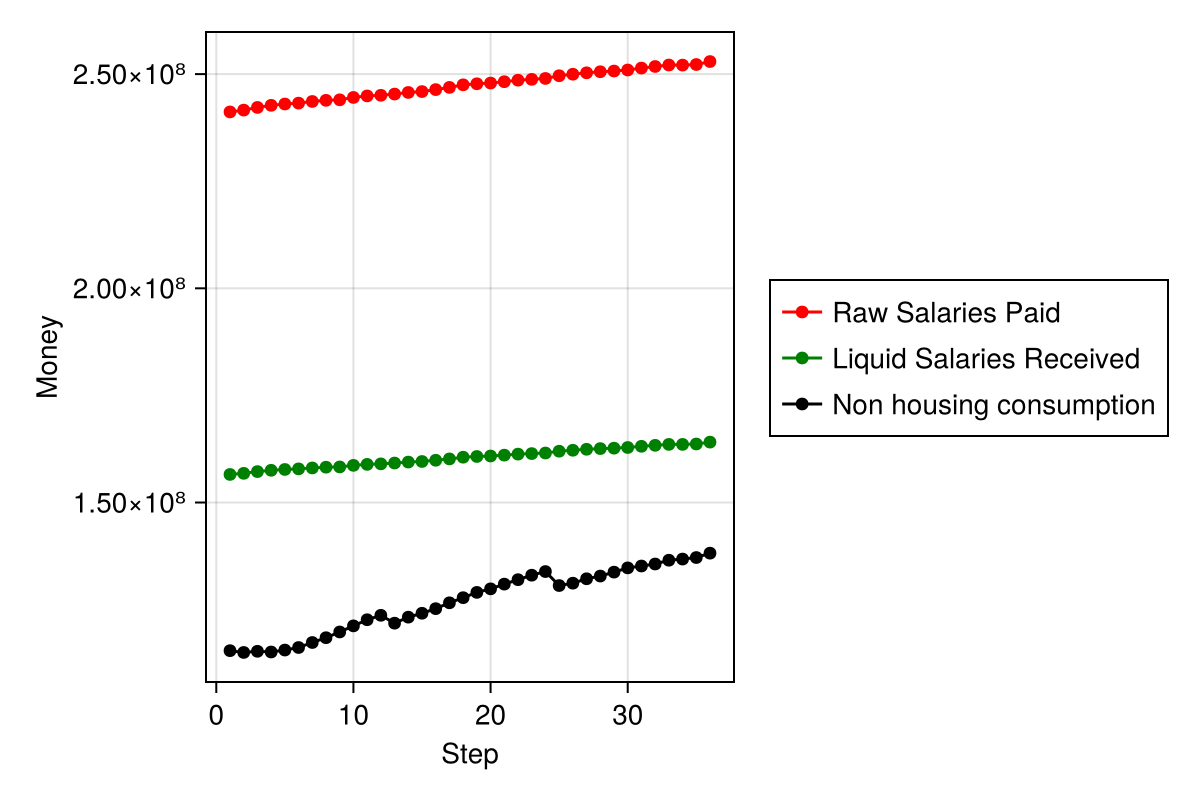 2.50×10⁸
2.00×10⁸
1.50×10⁸
Money
0 10 20 30
Step
Raw Salaries Paid
Liquid Salaries Received
Non housing consumption